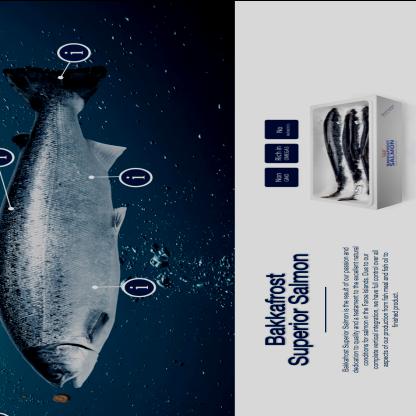 Bakkafrost
Superior Salmon
Bakkafrost Superior Salmon is the result of our passion and
dedication to quality and a testament to the excellent natural
conditions for salmon in the Faroe Islands. Due to our
complete vertical integration, we have full control over all
aspects of our production from fish meal and fish oil to
finished product.
Non
GMO
Rich in
OMEGA3
No
SALMON
i
i
i
i